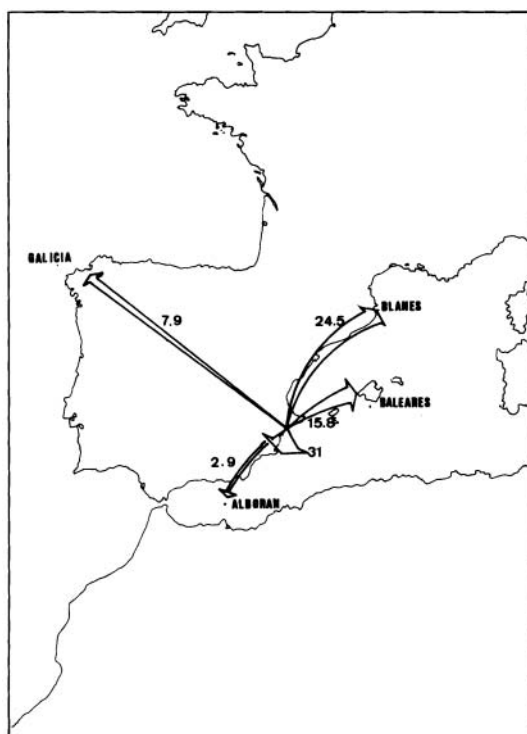 GALICIA
7.9
24.5
BLANES
BALEARES
15.8
31
2.9
ALBORAN